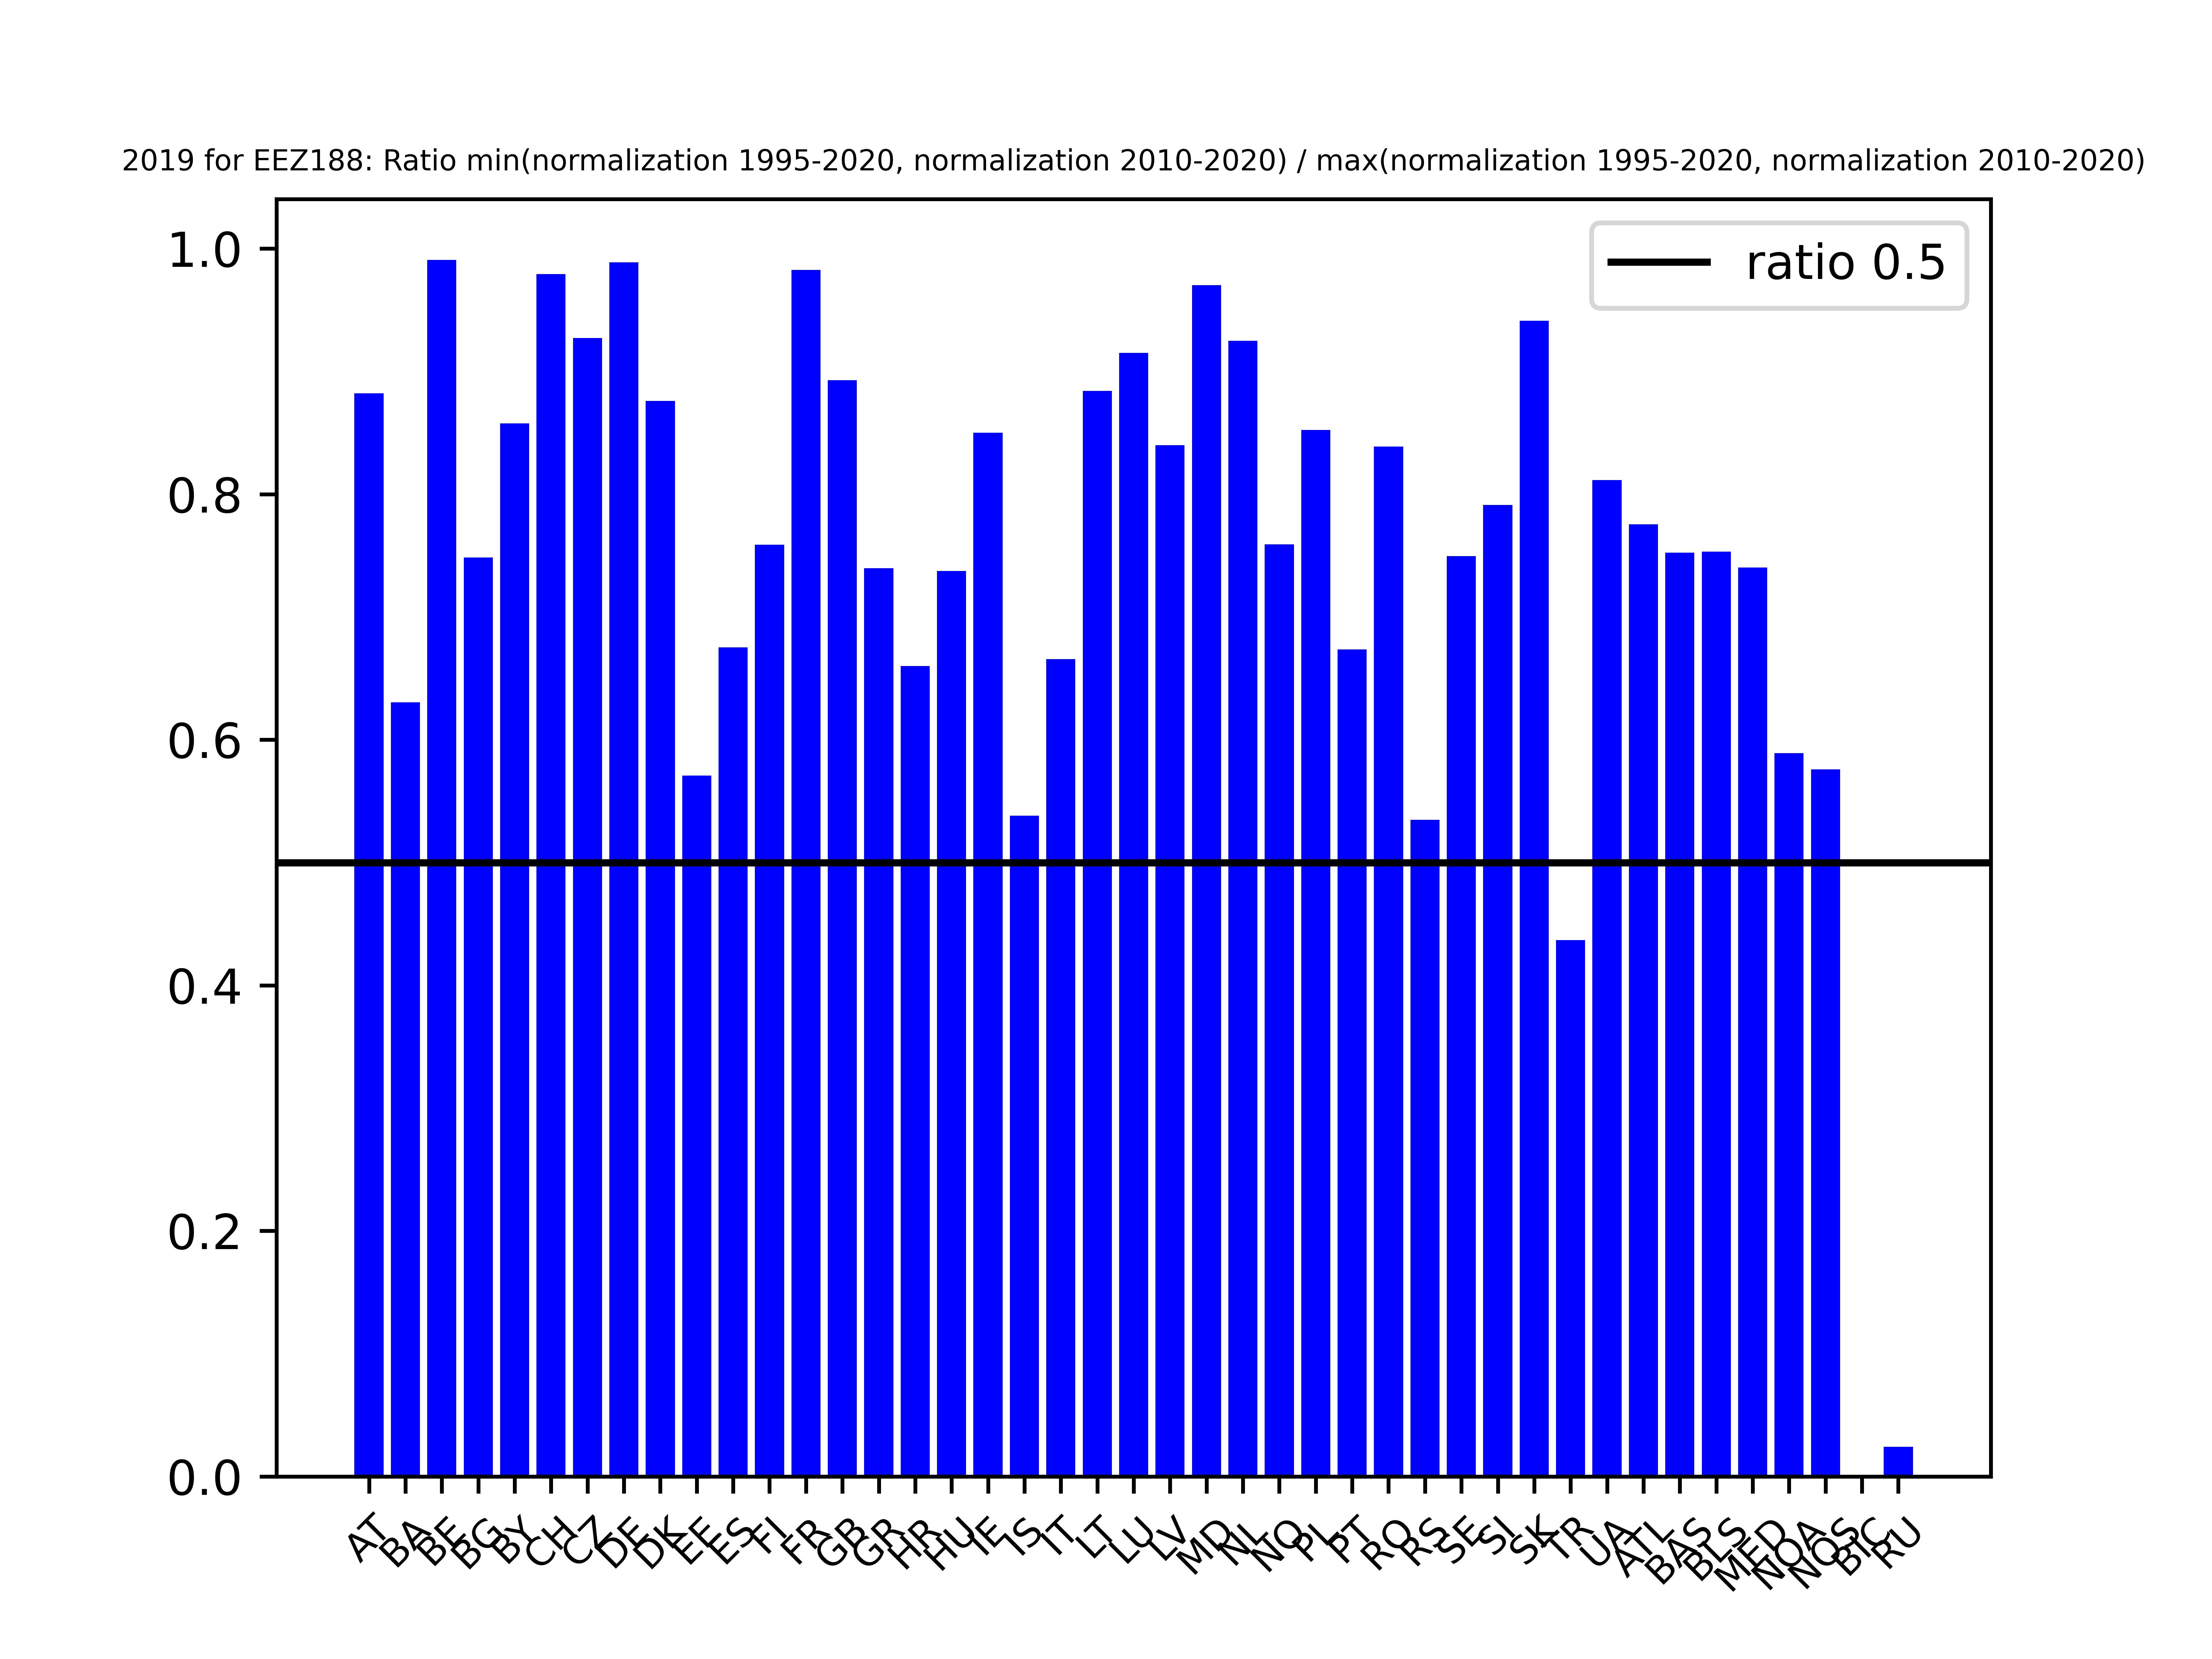 2019 for EEZ188: Ratio min(normalization 1995-2020, normalization 2010-2020) / max(normalization 1995-2020, normalization 2010-2020)
ratio 0.5
1.0
0.8
0.6
0.4
0.2
0.0
AT BA BE BG BY CH CZ DE DK EE ES FI FR GB GR HR HU IE IS IT LT LU LV MD NL NO PL PT RO RS SE SI SK TR UA ATL BAS BLS MED NOA NOS BIC RU